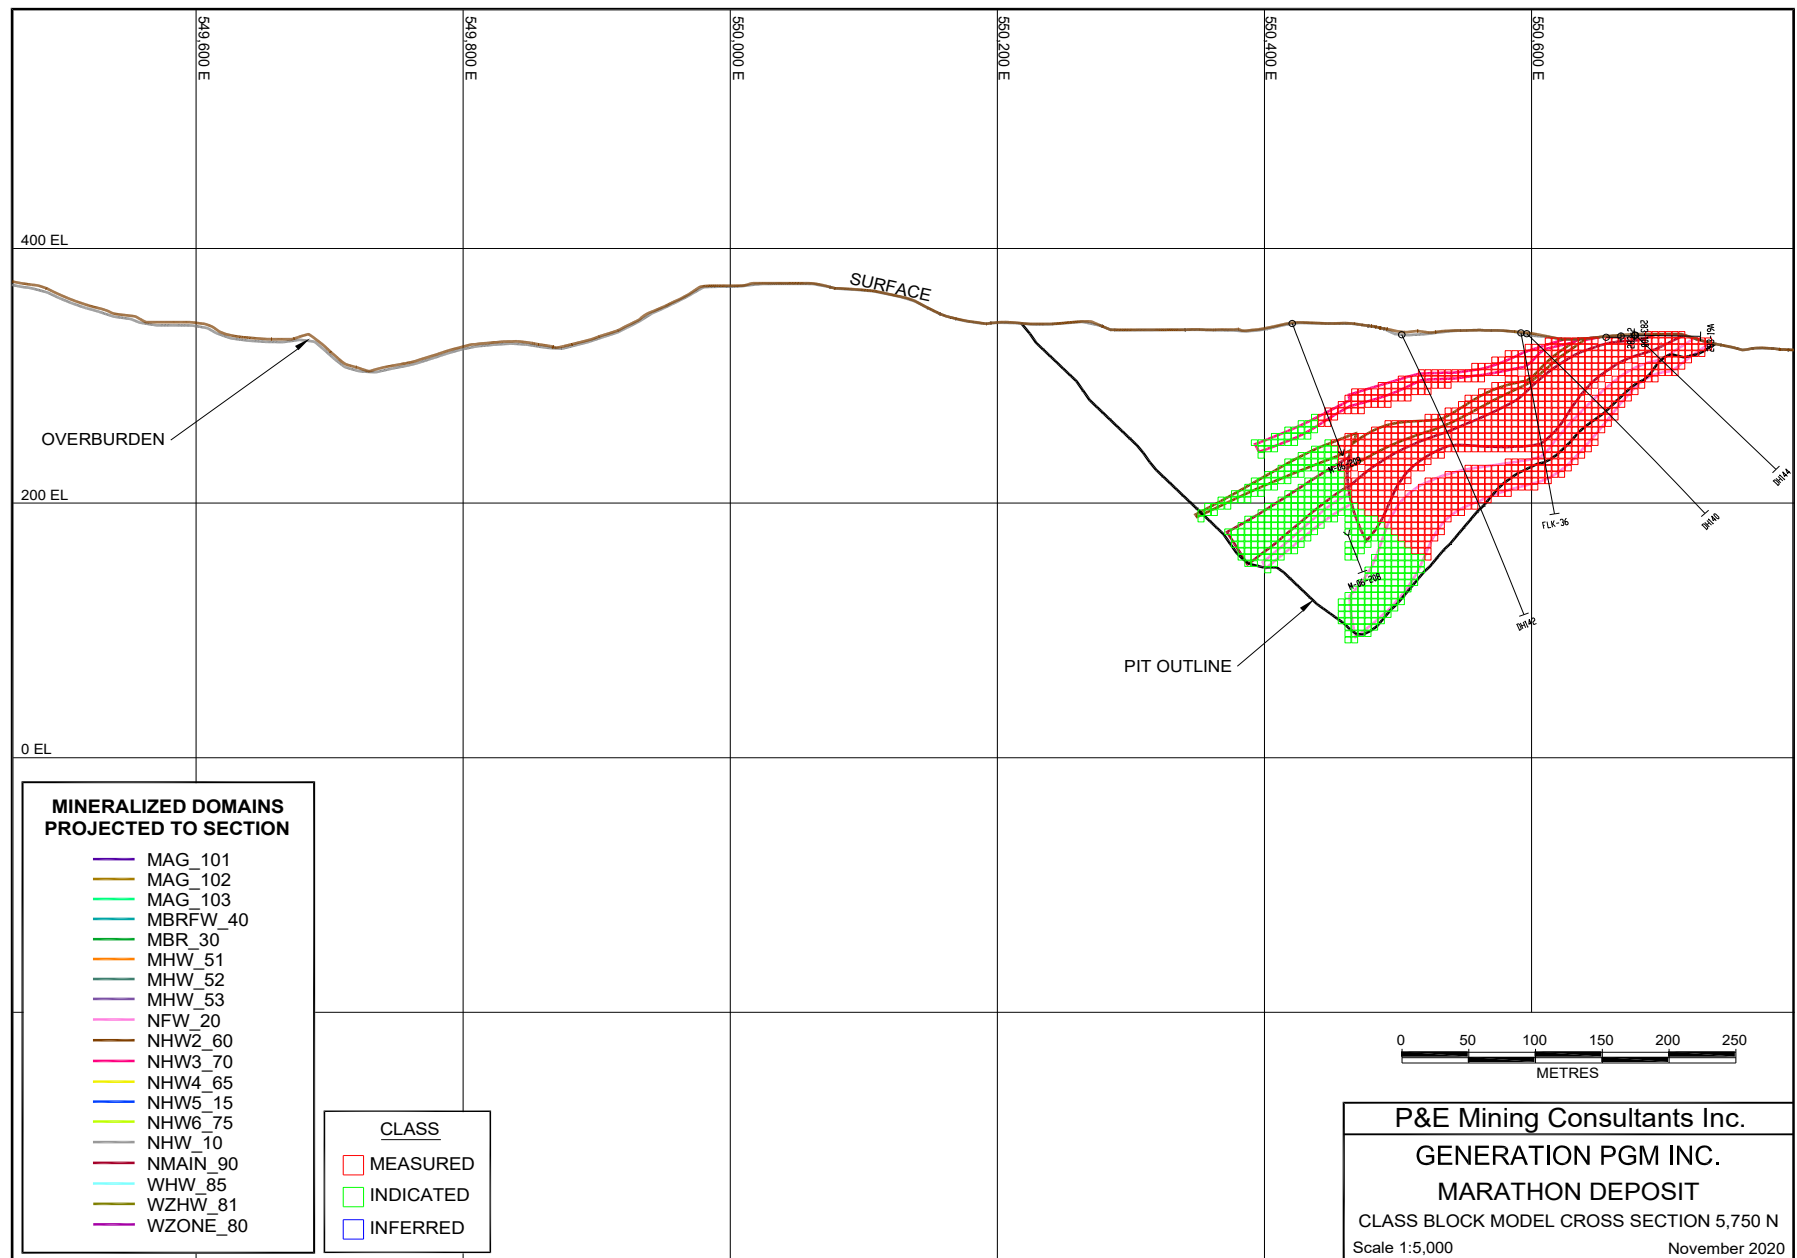 549,600 E
549,800 E
550,000 E
550,200 E
550,400 E
550,600 E
400 EL
SURFACE
OVERBURDEN
200 EL
M-06-209
M-06-208
FLK-36
DH144
DH140
DH142
PIT OUTLINE
0 EL
MINERALIZED DOMAINS
PROJECTED TO SECTION
MAG_101
MAG_102
MAG_103
MBRFW_40
MBR_30
MHW_51
MHW_52
MHW_53
NFW_20
NHW2_60
NHW3_70
NHW4_65
NHW5_15
NHW6_75
NHW_10
NMAIN_90
WHW_85
WZHW_81
WZONE_80
CLASS
MEASURED
INDICATED
INFERRED
0 50 100 150 200 250
METRES
P&E Mining Consultants Inc.
GENERATION PGM INC.
MARATHON DEPOSIT
CLASS BLOCK MODEL CROSS SECTION 5,750 N
Scale 1:5,000 November 2020